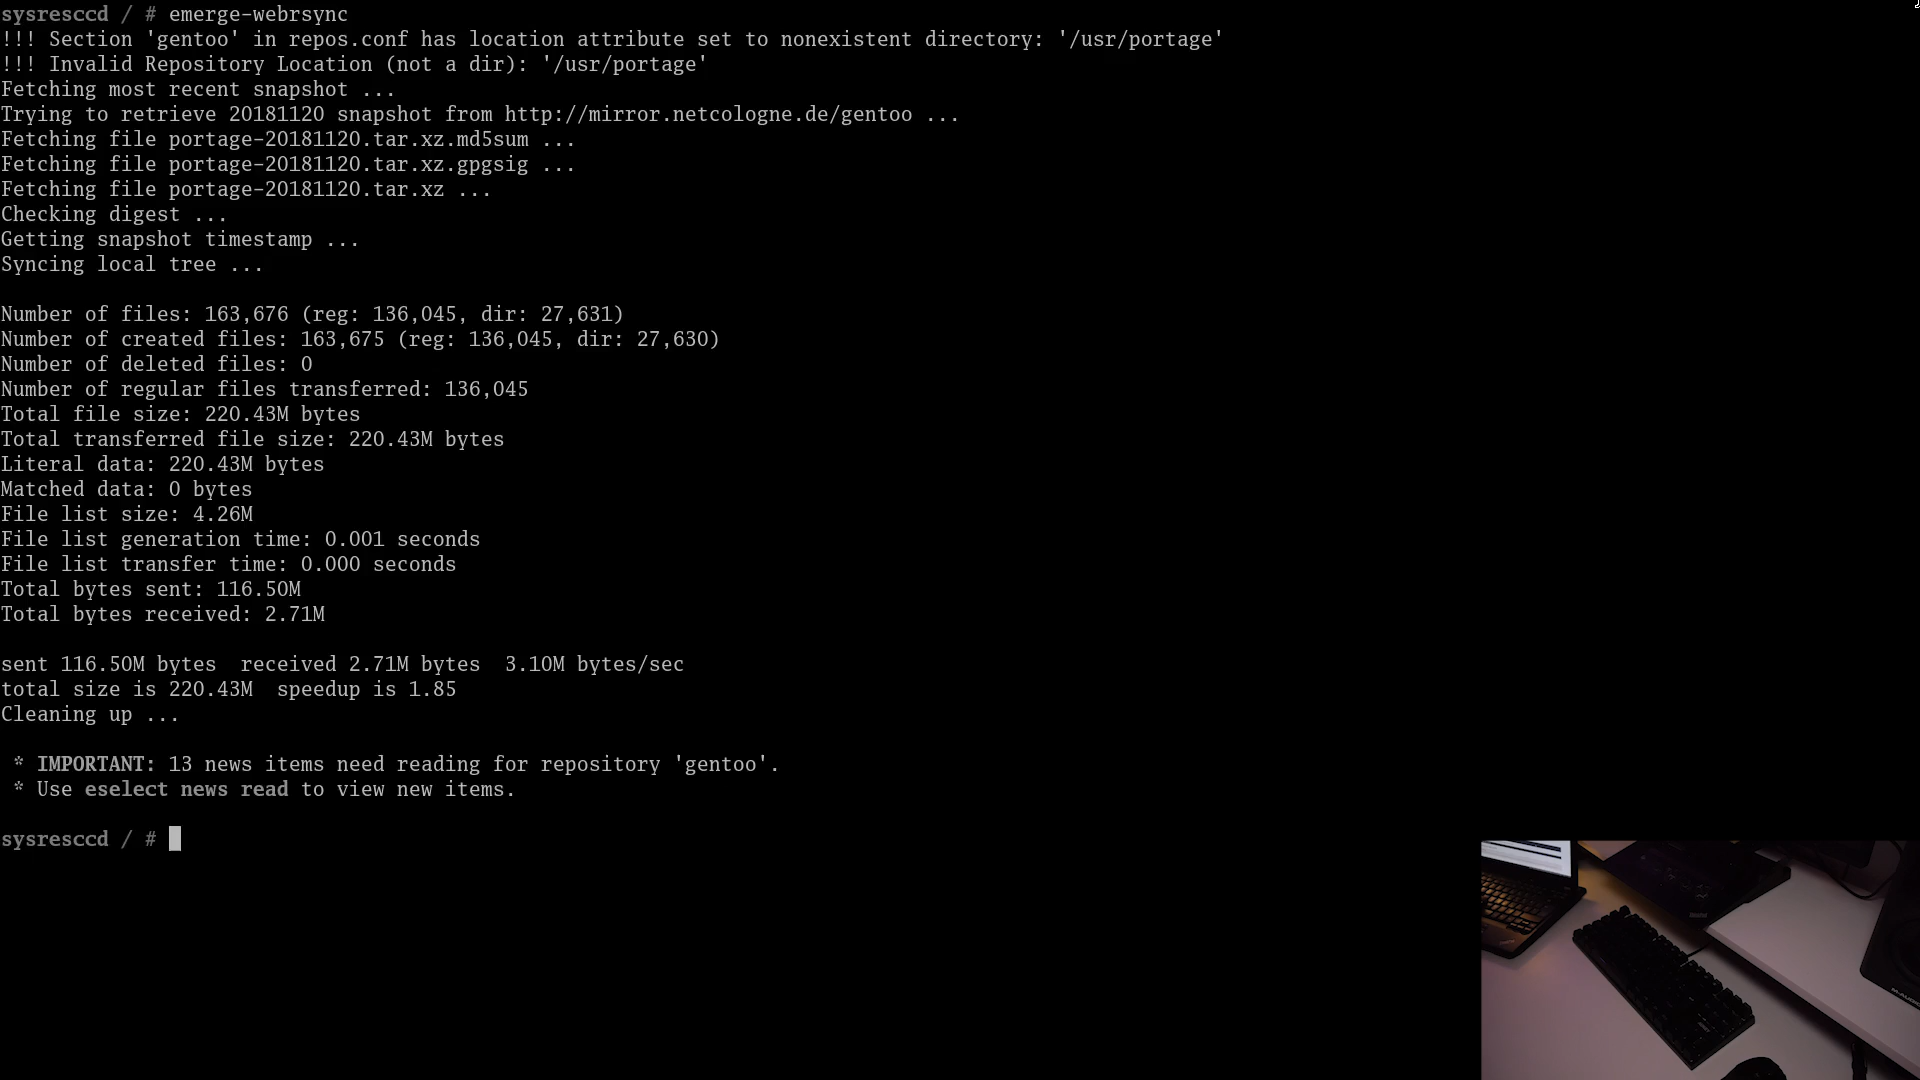 sysresccd / # emerge-webrsync
!!! Section 'gentoo' in repos.conf has location attribute set to nonexistent directory: '/usr/portage'
!!! Invalid Repository Location (not a dir): '/usr/portage'
Fetching most recent snapshot ...
Trying to retrieve 20181120 snapshot from http://mirror.netcologne.de/gentoo ...
Fetching file portage-20181120.tar.xz.md5sum ...
Fetching file portage-20181120.tar.xz.gpgsig ...
Fetching file portage-20181120.tar.xz ...
Checking digest ...
Getting snapshot timestamp ...
Syncing local tree ...

Number of files: 163,676 (reg: 136,045, dir: 27,631)
Number of created files: 163,675 (reg: 136,045, dir: 27,630)
Number of deleted files: 0
Number of regular files transferred: 136,045
Total file size: 220.43M bytes
Total transferred file size: 220.43M bytes
Literal data: 220.43M bytes
Matched data: 0 bytes
File list size: 4.26M
File list generation time: 0.001 seconds
File list transfer time: 0.000 seconds
Total bytes sent: 116.50M
Total bytes received: 2.71M

sent 116.50M bytes  received 2.71M bytes  3.10M bytes/sec
total size is 220.43M  speedup is 1.85
Cleaning up ...

 * IMPORTANT: 13 news items need reading for repository 'gentoo'.
 * Use eselect news read to view new items.

sysresccd / #